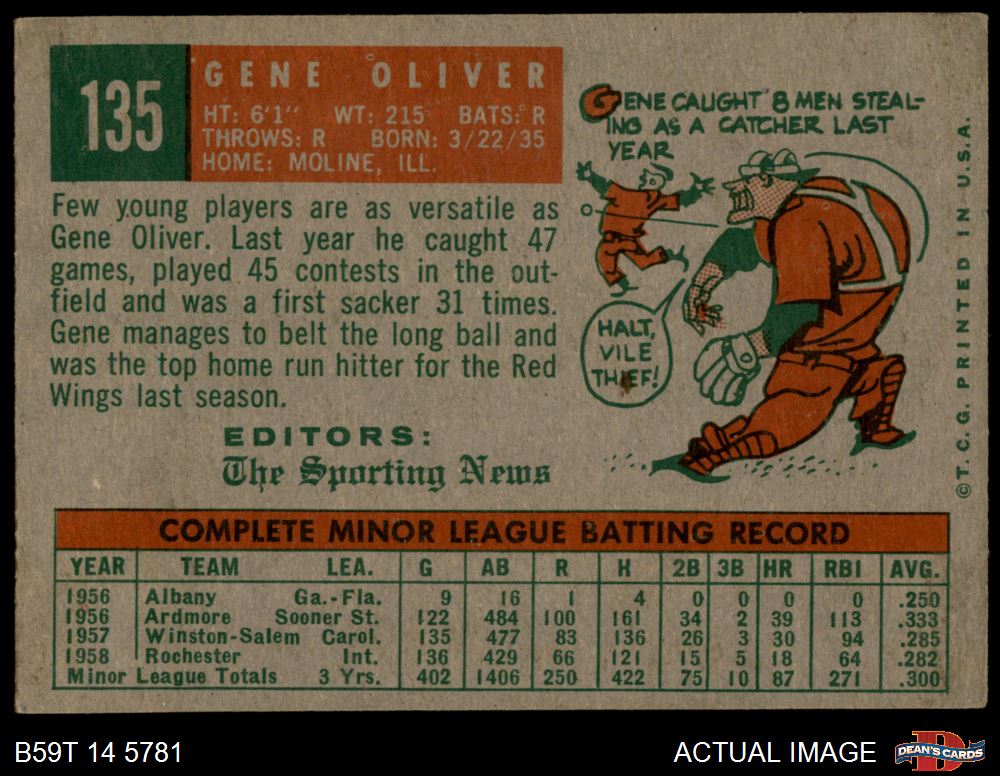 135
GENE OLIVER
HT: 6'1" WT: 215 BATS: R
THROWS: R BORN: 3/22/35
HOME: MOLINE, ILL.
Few young players are as versatile as
Gene Oliver. Last year he caught 47
games, played 45 contests in the out-
field and was a first sacker 31 times.
Gene manages to belt the long ball and
was the top home run hitter for the Red
Wings last season.
EDITORS:
The Sporting News
GENE CAUGHT 8 MEN STEAL-
ING AS A CATCHER LAST
YEAR
HALT,
VILE
THIEF!
©T. C. G. PRINTED IN U.S.A.
COMPLETE MINOR LEAGUE BATTING RECORD
YEAR TEAM LEA. G AB R H 2B 3B HR RBI AVG.
1956 Albany Ga.-Fla. 9 16 1 4 0 0 0 0 .250
1956 Ardmore Sooner St. 122 484 100 161 34 2 39 113 .333
1957 Winston-Salem Carol. 135 477 83 136 26 3 30 94 .285
1958 Rochester Int. 136 429 66 121 15 5 18 64 .282
Minor League Totals 3 Yrs. 402 1406 250 422 75 10 87 271 .300
B59T 14 5781
ACTUAL IMAGE
DEAN'S CARDS